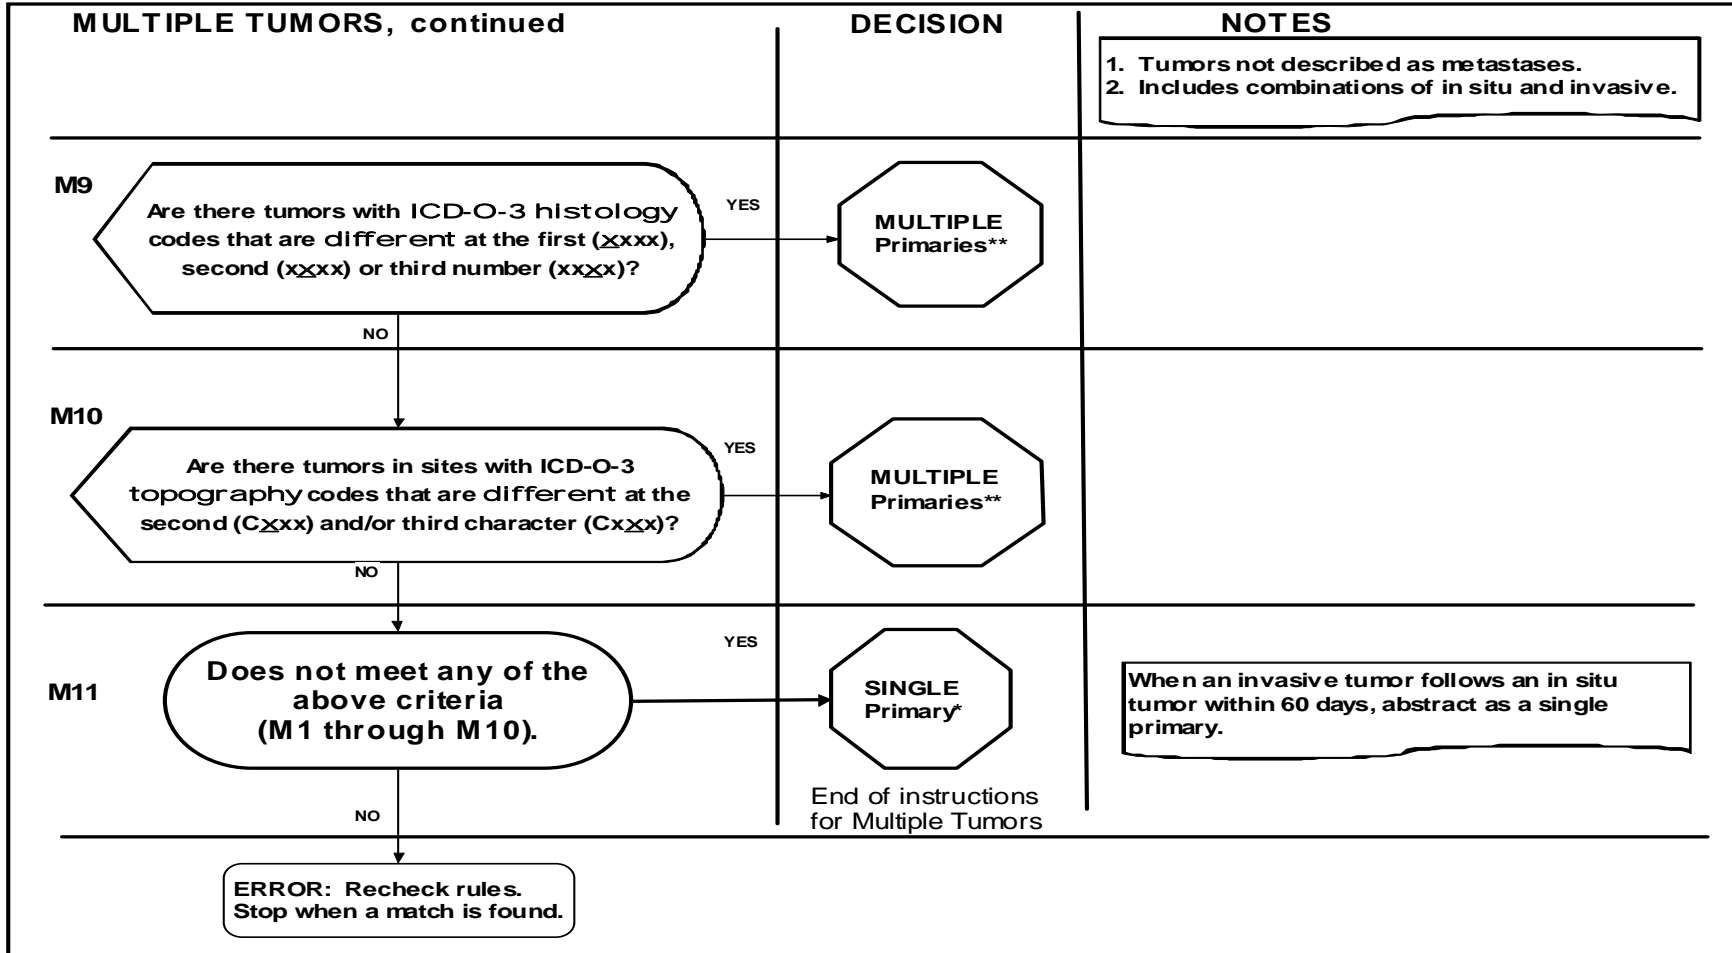 MULTIPLE TUMORS, continued
DECISION
NOTES
1. Tumors not described as metastases.
2. Includes combinations of in situ and invasive.
M9
Are there tumors with ICD-O-3 histology
codes that are different at the first (xxxx),
second (xxxx) or third number (xxxx)?
YES
MULTIPLE
Primaries**
NO
M10
Are there tumors in sites with ICD-O-3
topography codes that are different at the
second (Cxxx) and/or third character (Cxxx)?
YES
MULTIPLE
Primaries**
NO
M11
Does not meet any of the
above criteria
(M1 through M10).
YES
SINGLE
Primary*
When an invasive tumor follows an in situ
tumor within 60 days, abstract as a single
primary.
End of instructions
for Multiple Tumors
NO
ERROR: Recheck rules.
Stop when a match is found.